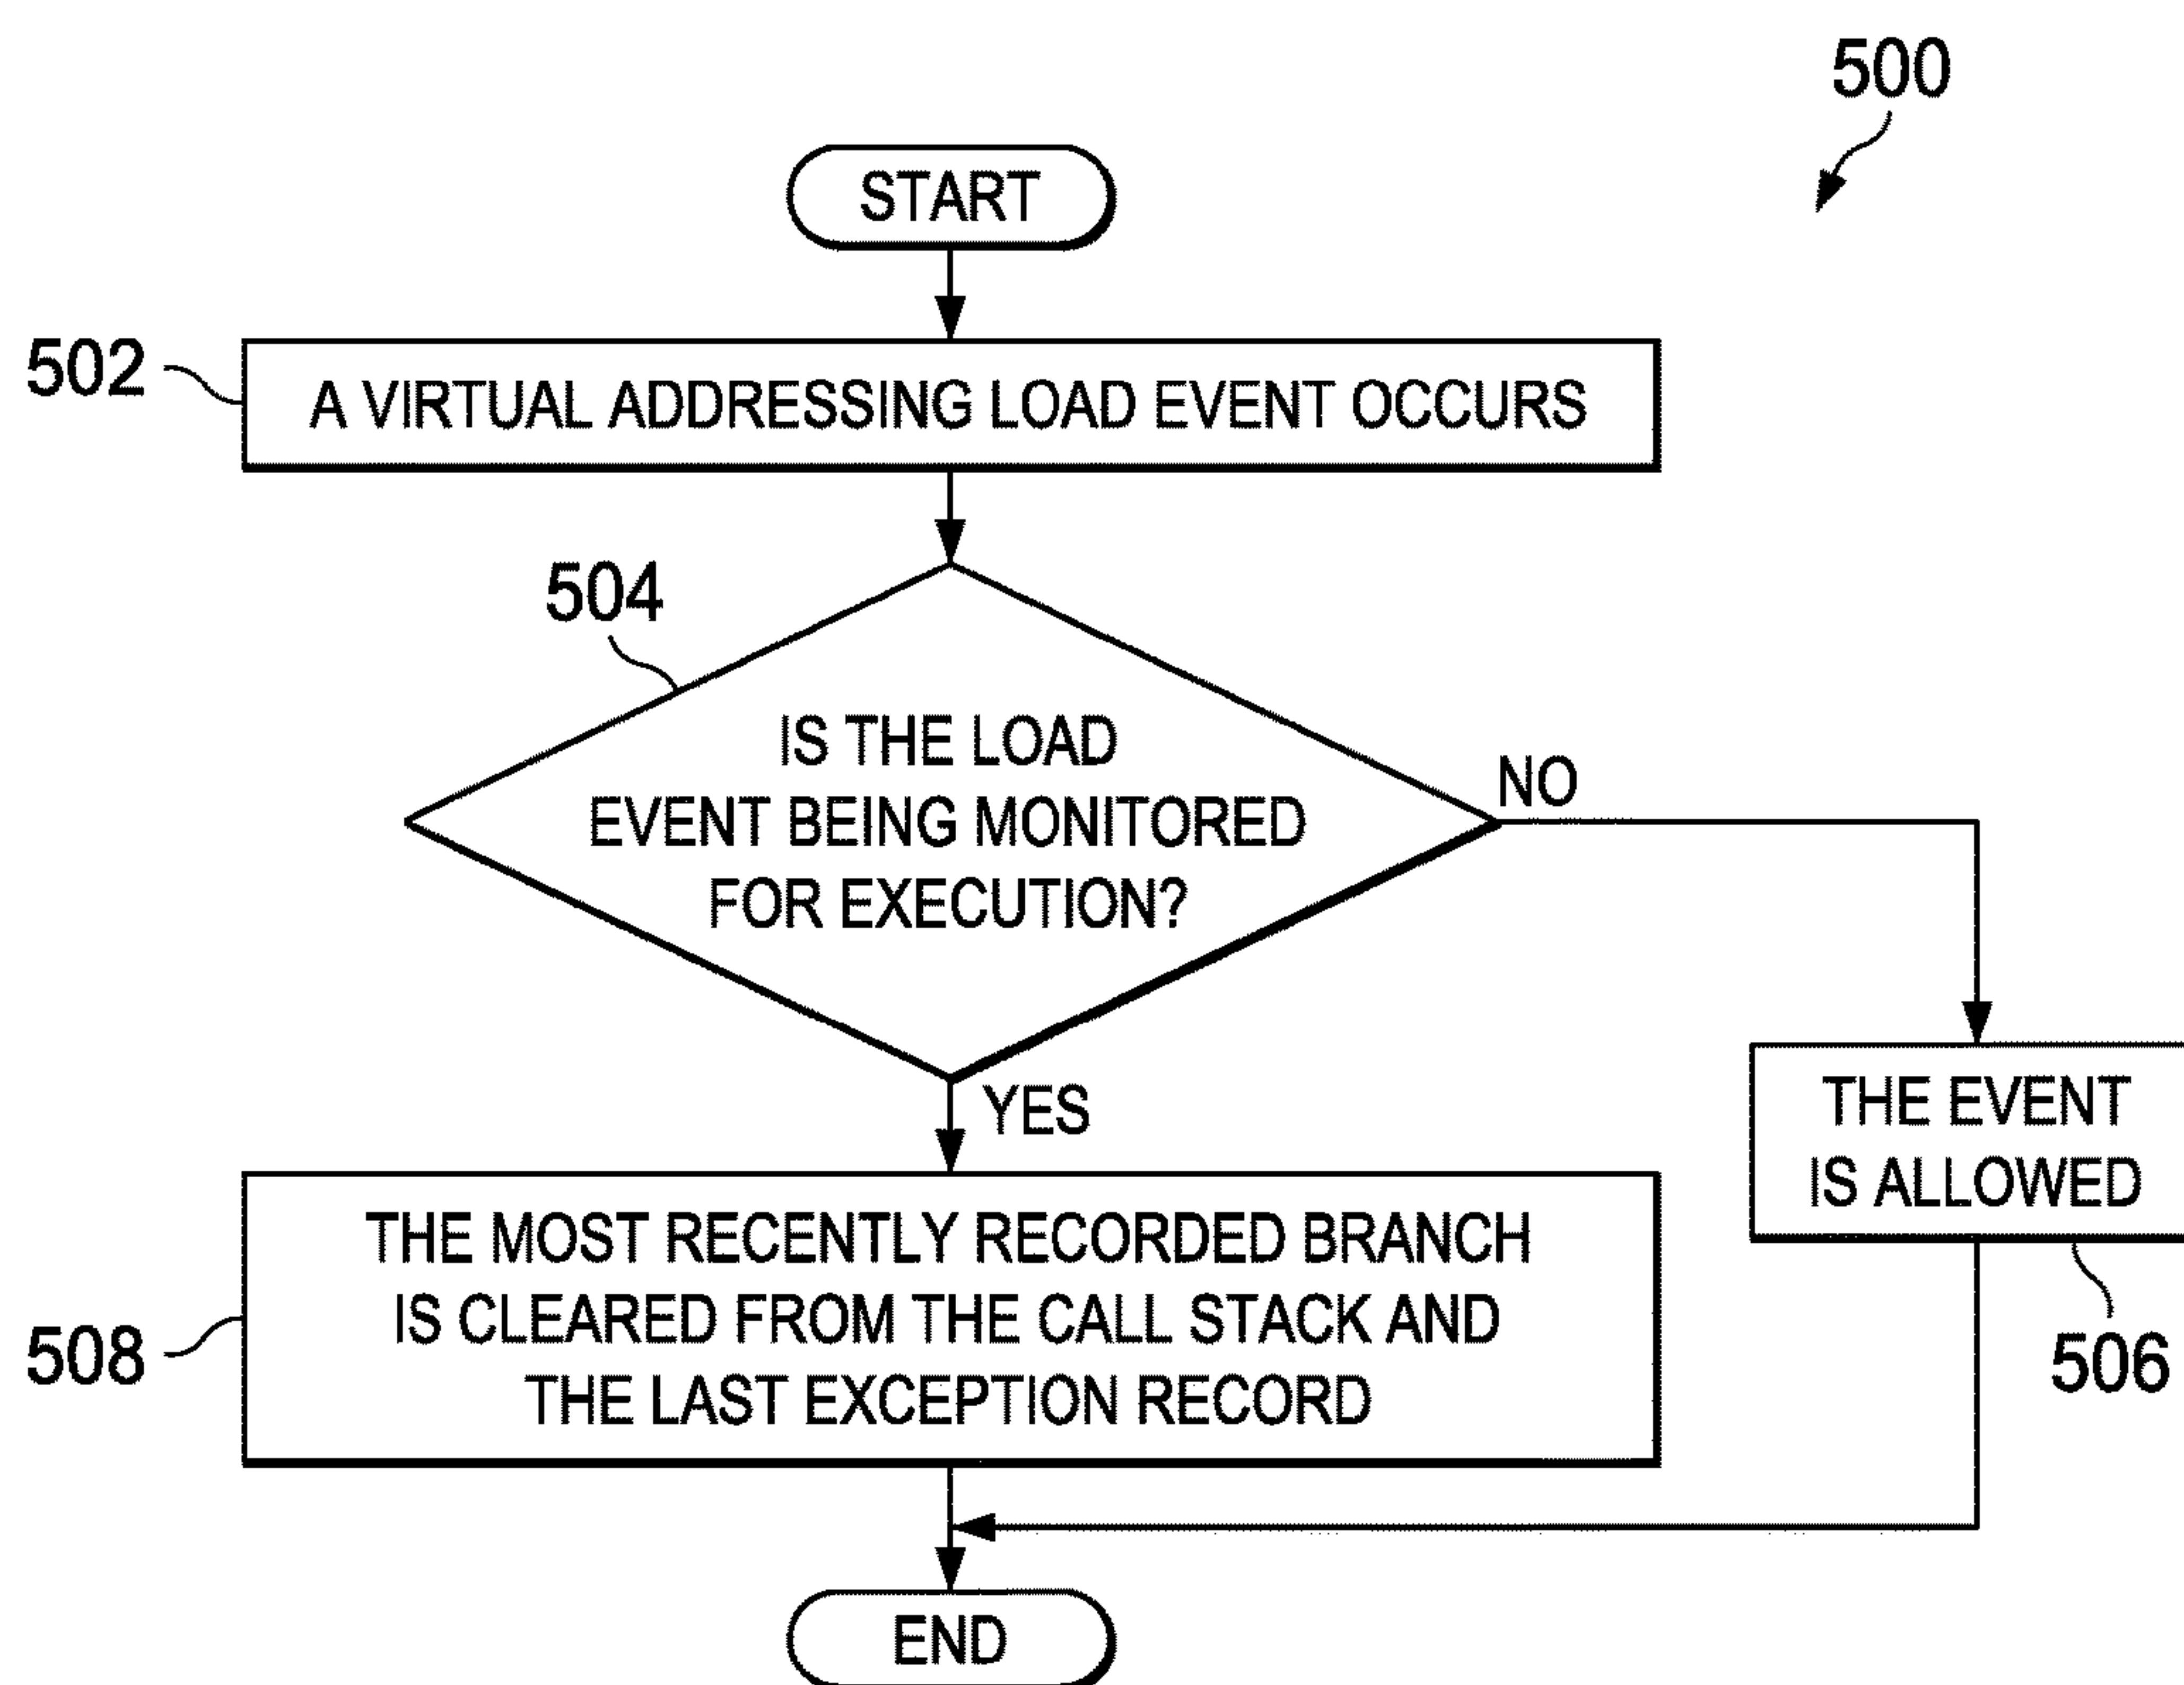 500
START
502
A VIRTUAL ADDRESSING LOAD EVENT OCCURS
504
IS THE LOAD
EVENT BEING MONITORED
FOR EXECUTION?
NO
YES
THE EVENT
IS ALLOWED
506
508
THE MOST RECENTLY RECORDED BRANCH
IS CLEARED FROM THE CALL STACK AND
THE LAST EXCEPTION RECORD
END